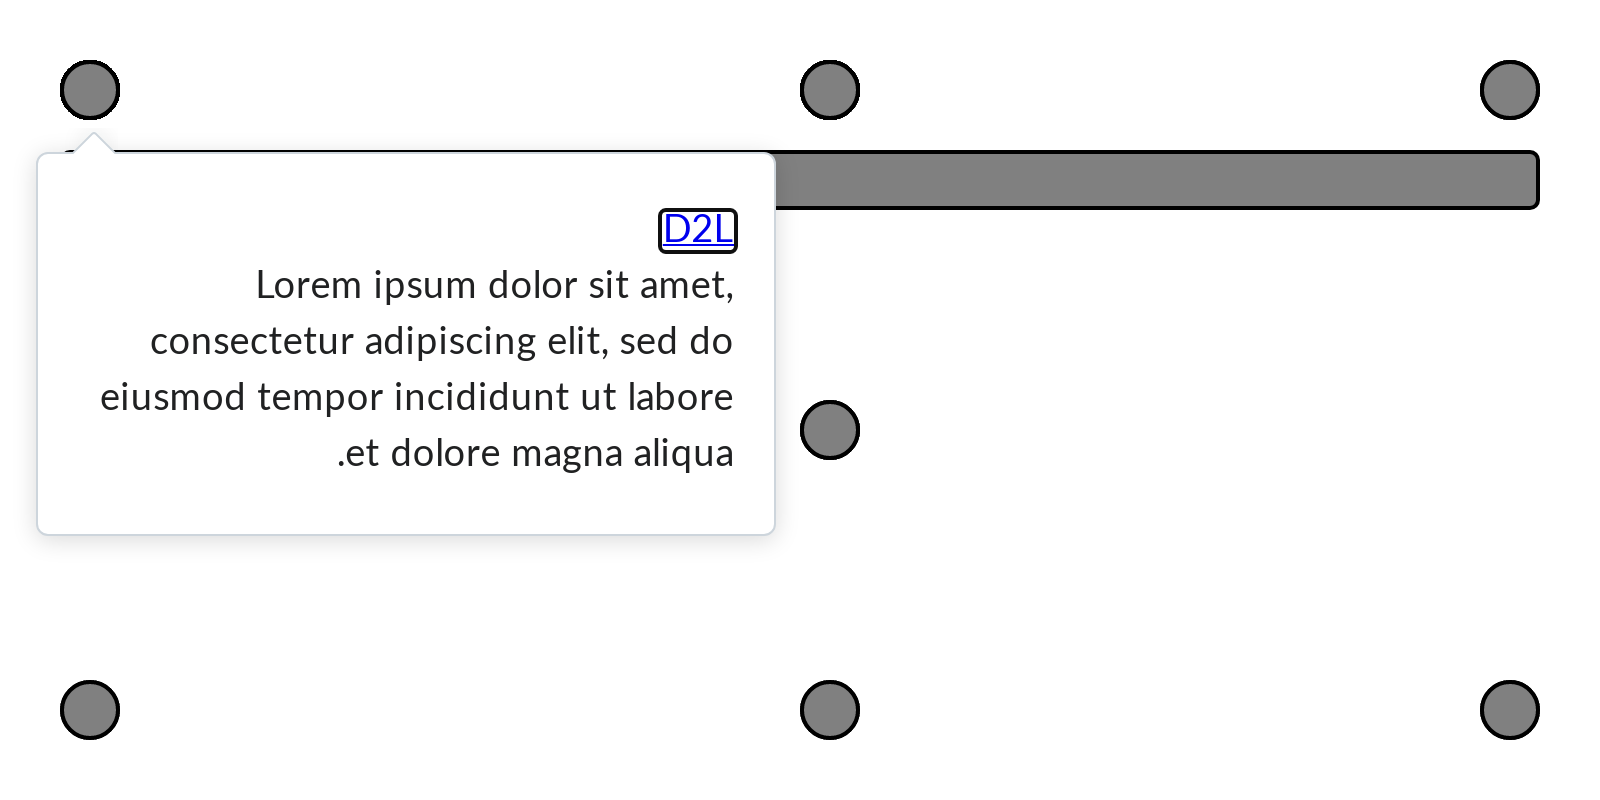 D2L
Lorem ipsum dolor sit amet,
consectetur adipiscing elit, sed do
eiusmod tempor incididunt ut labore
.et dolore magna aliqua